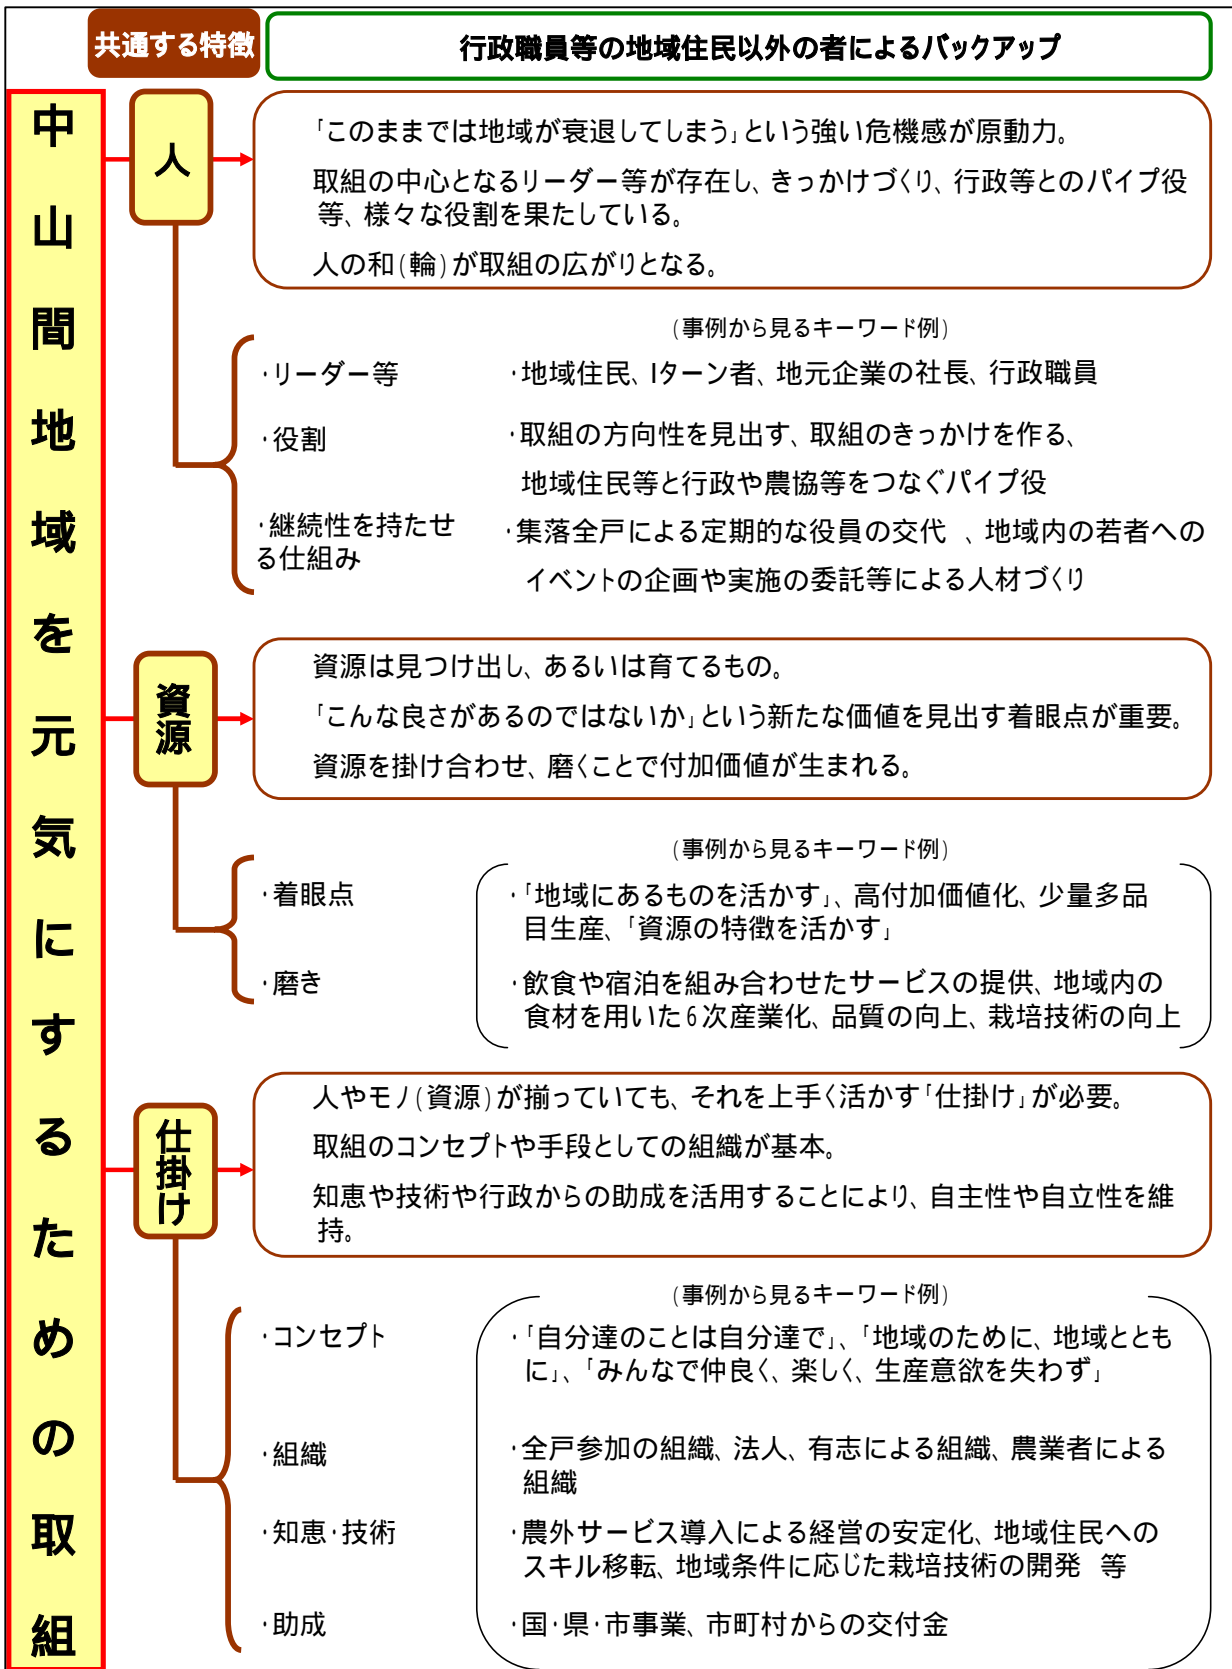 共通する特徴
行政職員等の地域住民以外の者によるバックアップ
中山間地域を元気にするための取組
人
「このままでは地域が衰退してしまう」という強い危機感が原動力。
取組の中心となるリーダー等が存在し、きっかけづくり、行政等とのパイプ役
等、様々な役割を果たしている。
人の和(輪)が取組の広がりとなる。
(事例から見るキーワード例)
・リーダー等
・地域住民、Iターン者、地元企業の社長、行政職員
・役割
・取組の方向性を見出す、取組のきっかけを作る、
地域住民等と行政や農協等をつなぐパイプ役
・継続性を持たせ
る仕組み
・集落全戸による定期的な役員の交代 、地域内の若者への
イベントの企画や実施の委託等による人材づくり
資源
資源は見つけ出し、あるいは育てるもの。
「こんな良さがあるのではないか」という新たな価値を見出す着眼点が重要。
資源を掛け合わせ、磨くことで付加価値が生まれる。
(事例から見るキーワード例)
・着眼点
・「地域にあるものを活かす」、高付加価値化、少量多品
目生産、「資源の特徴を活かす」
・磨き
・飲食や宿泊を組み合わせたサービスの提供、地域内の
食材を用いた6次産業化、品質の向上、栽培技術の向上
仕掛け
人やモノ(資源)が揃っていても、それを上手く活かす「仕掛け」が必要。
取組のコンセプトや手段としての組織が基本。
知恵や技術や行政からの助成を活用することにより、自主性や自立性を維
持。
(事例から見るキーワード例)
・コンセプト
・「自分達のことは自分達で」、「地域のために、地域ととも
に」、「みんなで仲良く、楽しく、生産意欲を失わず」
・組織
・全戸参加の組織、法人、有志による組織、農業者による
組織
・知恵・技術
・農外サービス導入による経営の安定化、地域住民への
スキル移転、地域条件に応じた栽培技術の開発 等
・助成
・国・県・市事業、市町村からの交付金